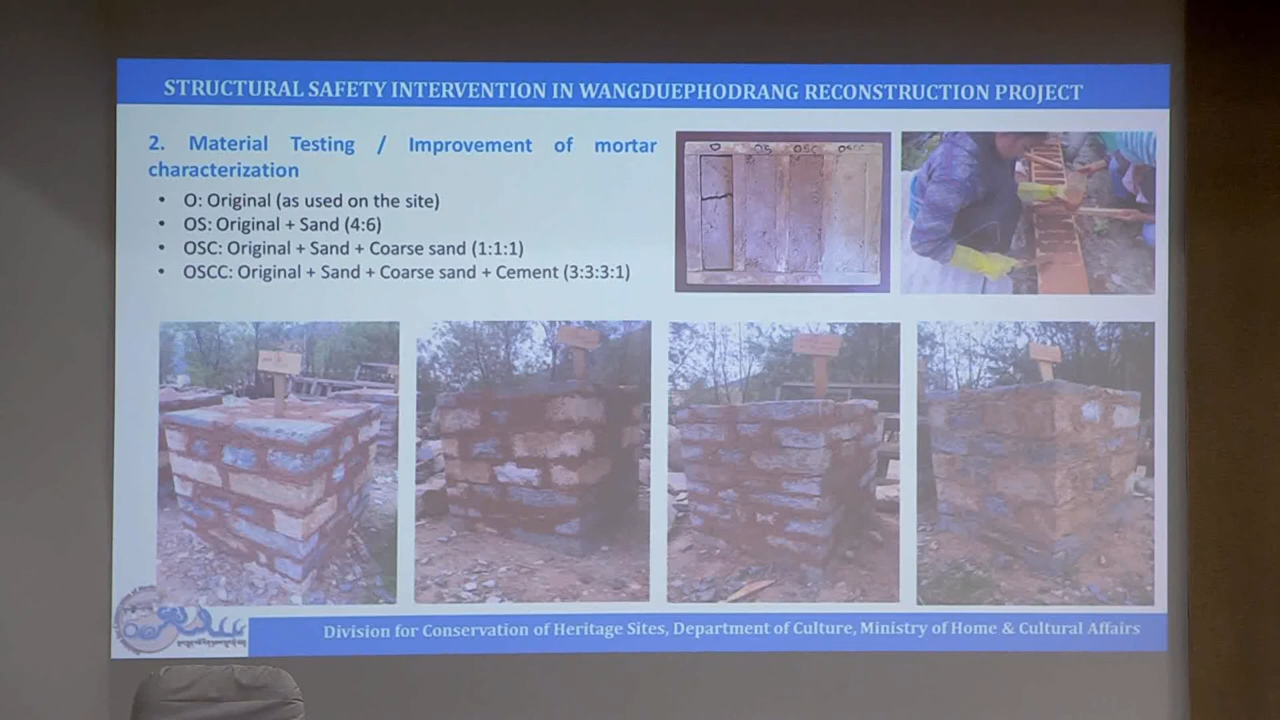 STRUCTURAL SAFETY INTERVENTION IN WANGDUEPHODRANG RECONSTRUCTION PROJECT
2. Material Testing / Improvement of mortar
characterization
• O: Original (as used on the site)
• OS: Original + Sand (4:6)
• OSC: Original + Sand + Coarse sand (1:1:1)
• OSCC: Original + Sand + Coarse sand + Cement (3:3:3:1)
O OS OSC OSCC
Division for Conservation of Heritage Sites, Department of Culture, Ministry of Home & Cultural Affairs